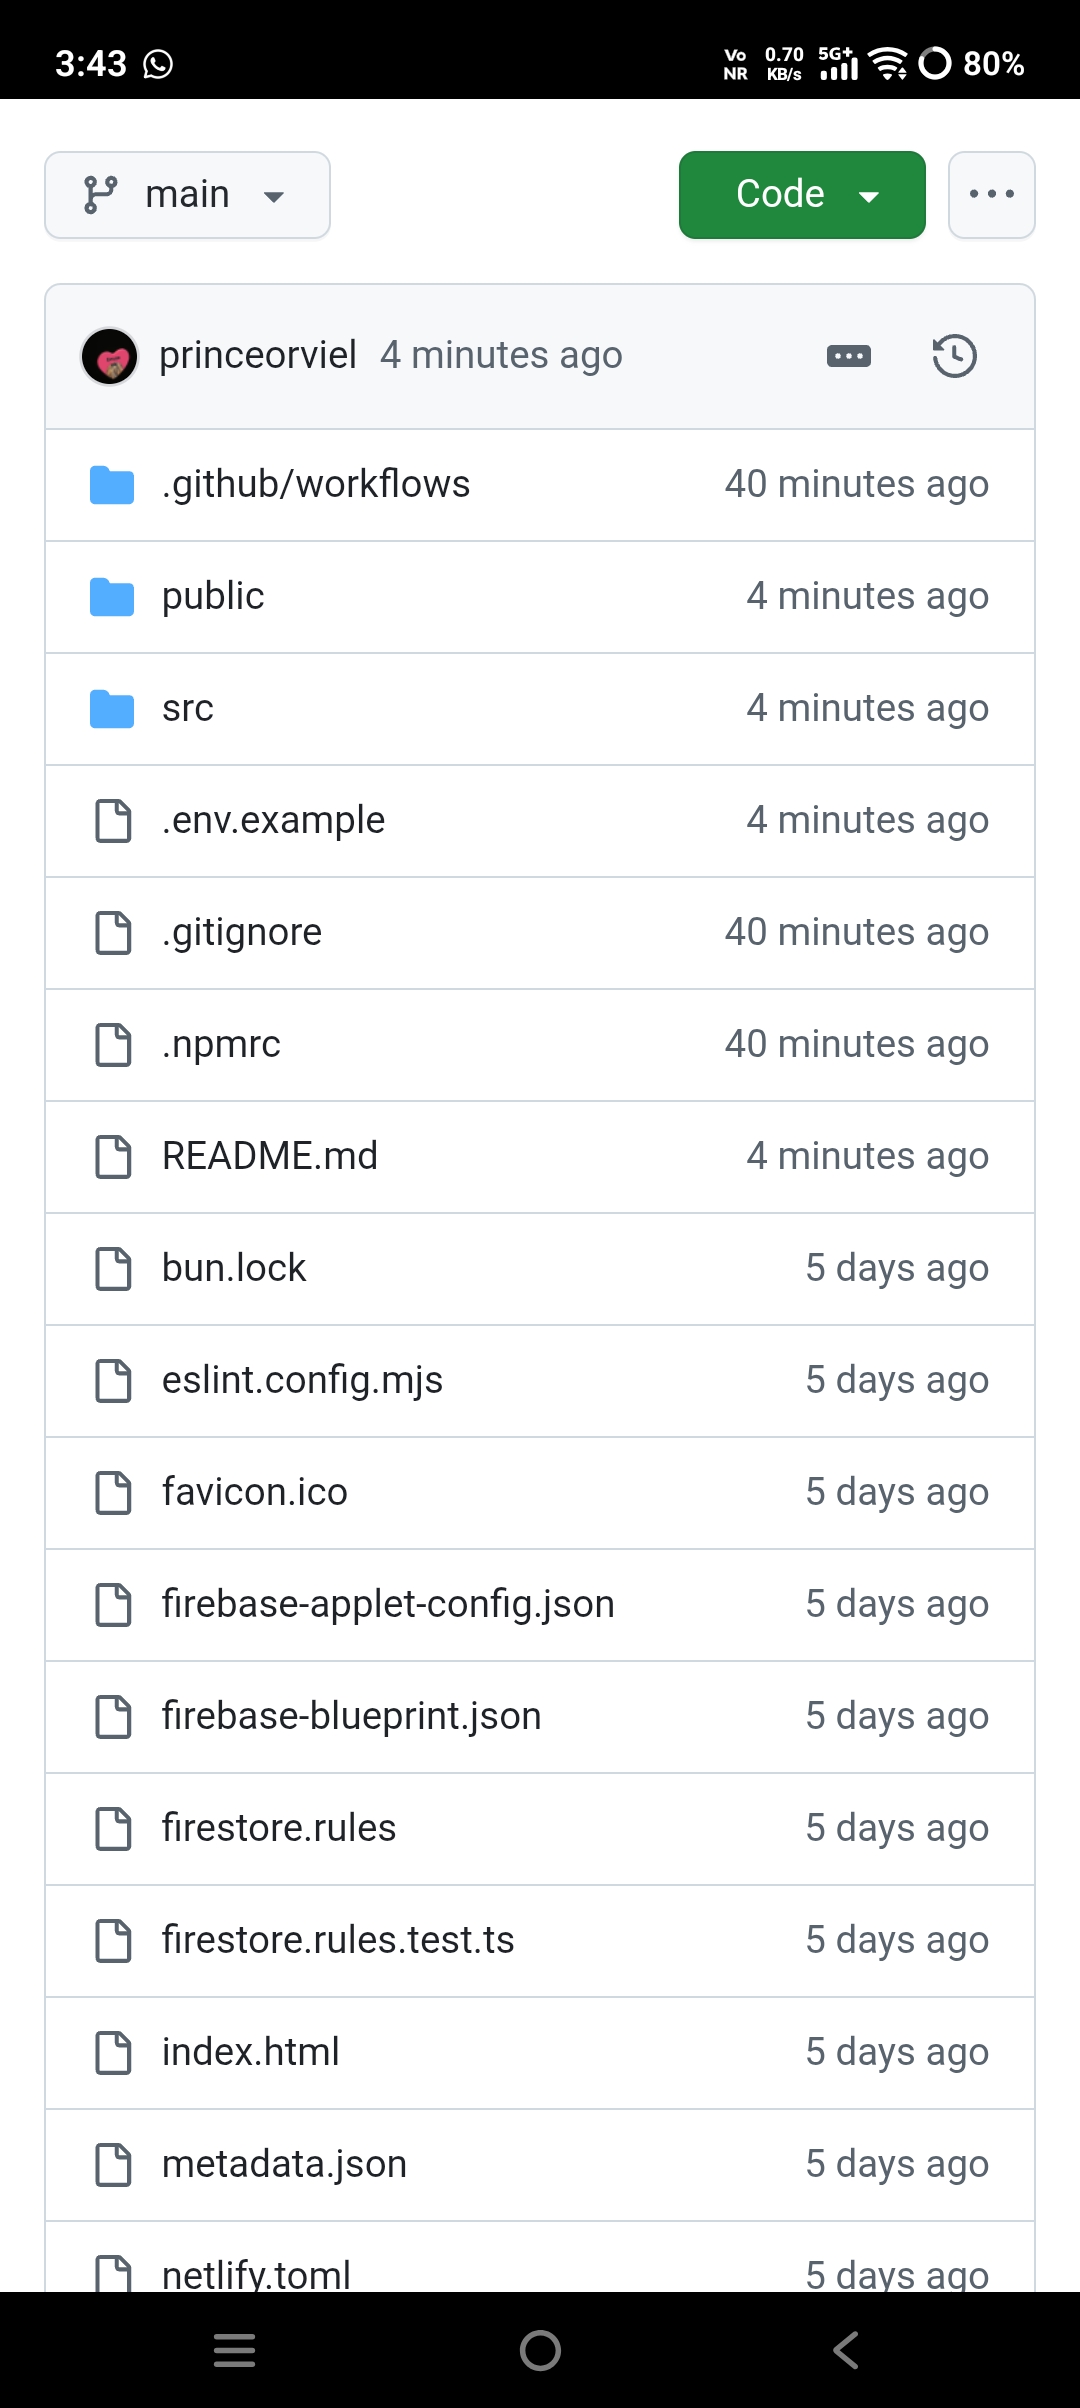 3:43 Vo NR 0.70 KB/s 5G+ 80%
main Code
princeorviel 4 minutes ago
.github/workflows 40 minutes ago
public 4 minutes ago
src 4 minutes ago
.env.example 4 minutes ago
.gitignore 40 minutes ago
.npmrc 40 minutes ago
README.md 4 minutes ago
bun.lock 5 days ago
eslint.config.mjs 5 days ago
favicon.ico 5 days ago
firebase-applet-config.json 5 days ago
firebase-blueprint.json 5 days ago
firestore.rules 5 days ago
firestore.rules.test.ts 5 days ago
index.html 5 days ago
metadata.json 5 days ago
netlify.toml 5 days ago